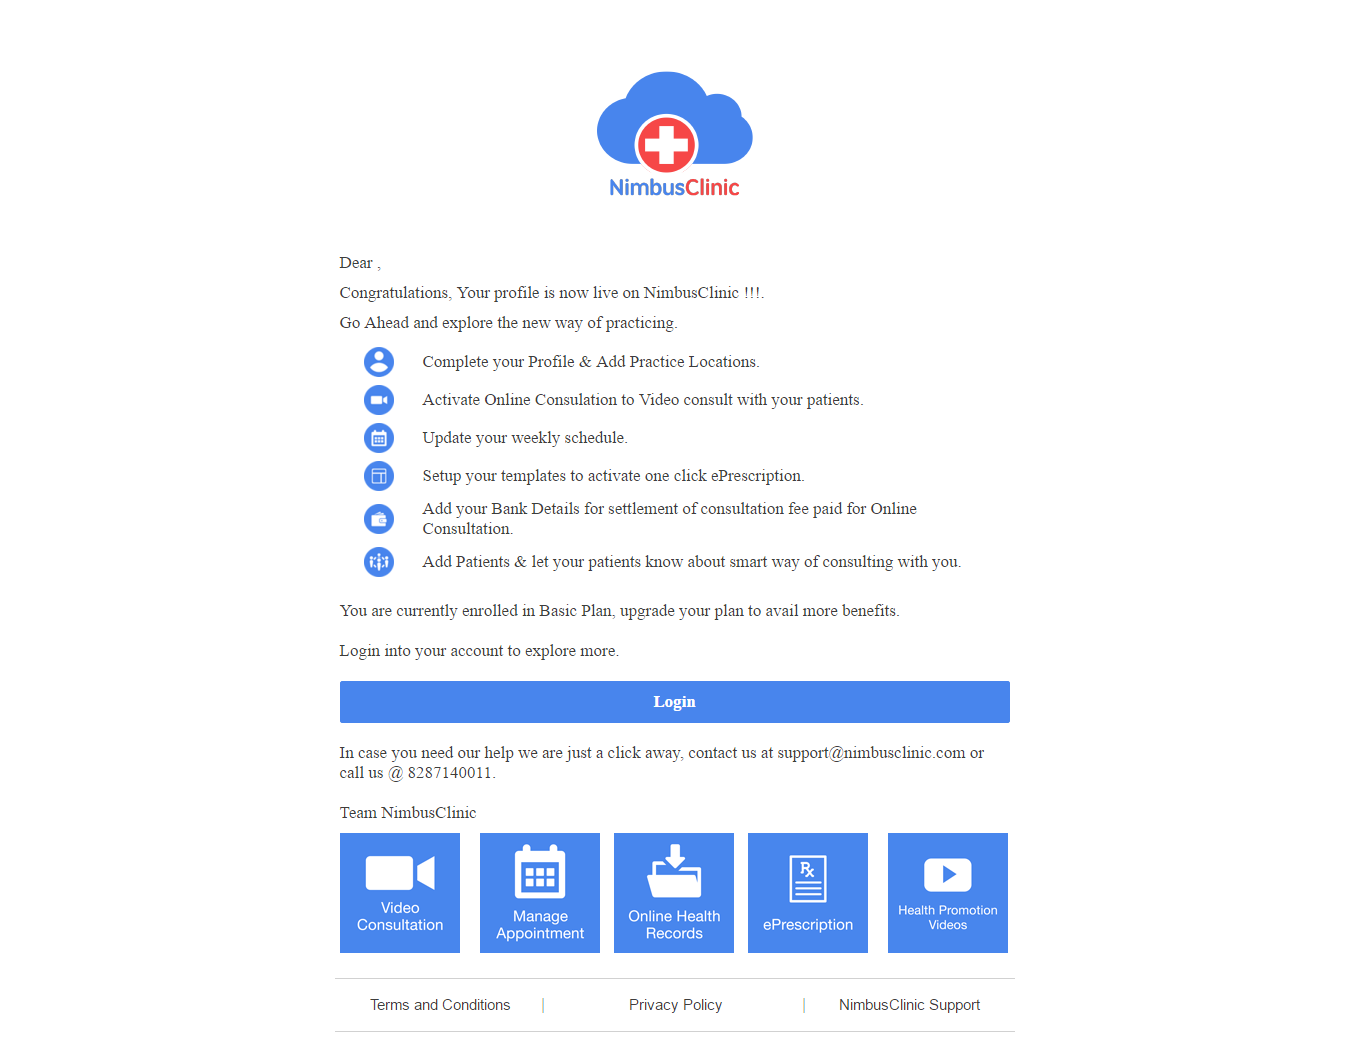 NimbusClinic
Dear ,
Congratulations, Your profile is now live on NimbusClinic !!!.
Go Ahead and explore the new way of practicing.
Complete your Profile & Add Practice Locations.
Activate Online Consulation to Video consult with your patients.
Update your weekly schedule.
Setup your templates to activate one click ePrescription.
Add your Bank Details for settlement of consultation fee paid for Online
Consultation.
Add Patients & let your patients know about smart way of consulting with you.
You are currently enrolled in Basic Plan, upgrade your plan to avail more benefits.
Login into your account to explore more.
Login
In case you need our help we are just a click away, contact us at support@nimbusclinic.com or
call us @ 8287140011.
Team NimbusClinic
Video
Consultation
Manage
Appointment
Online Health
Records
Rx
ePrescription
Health Promotion
Videos
Terms and Conditions | Privacy Policy | NimbusClinic Support